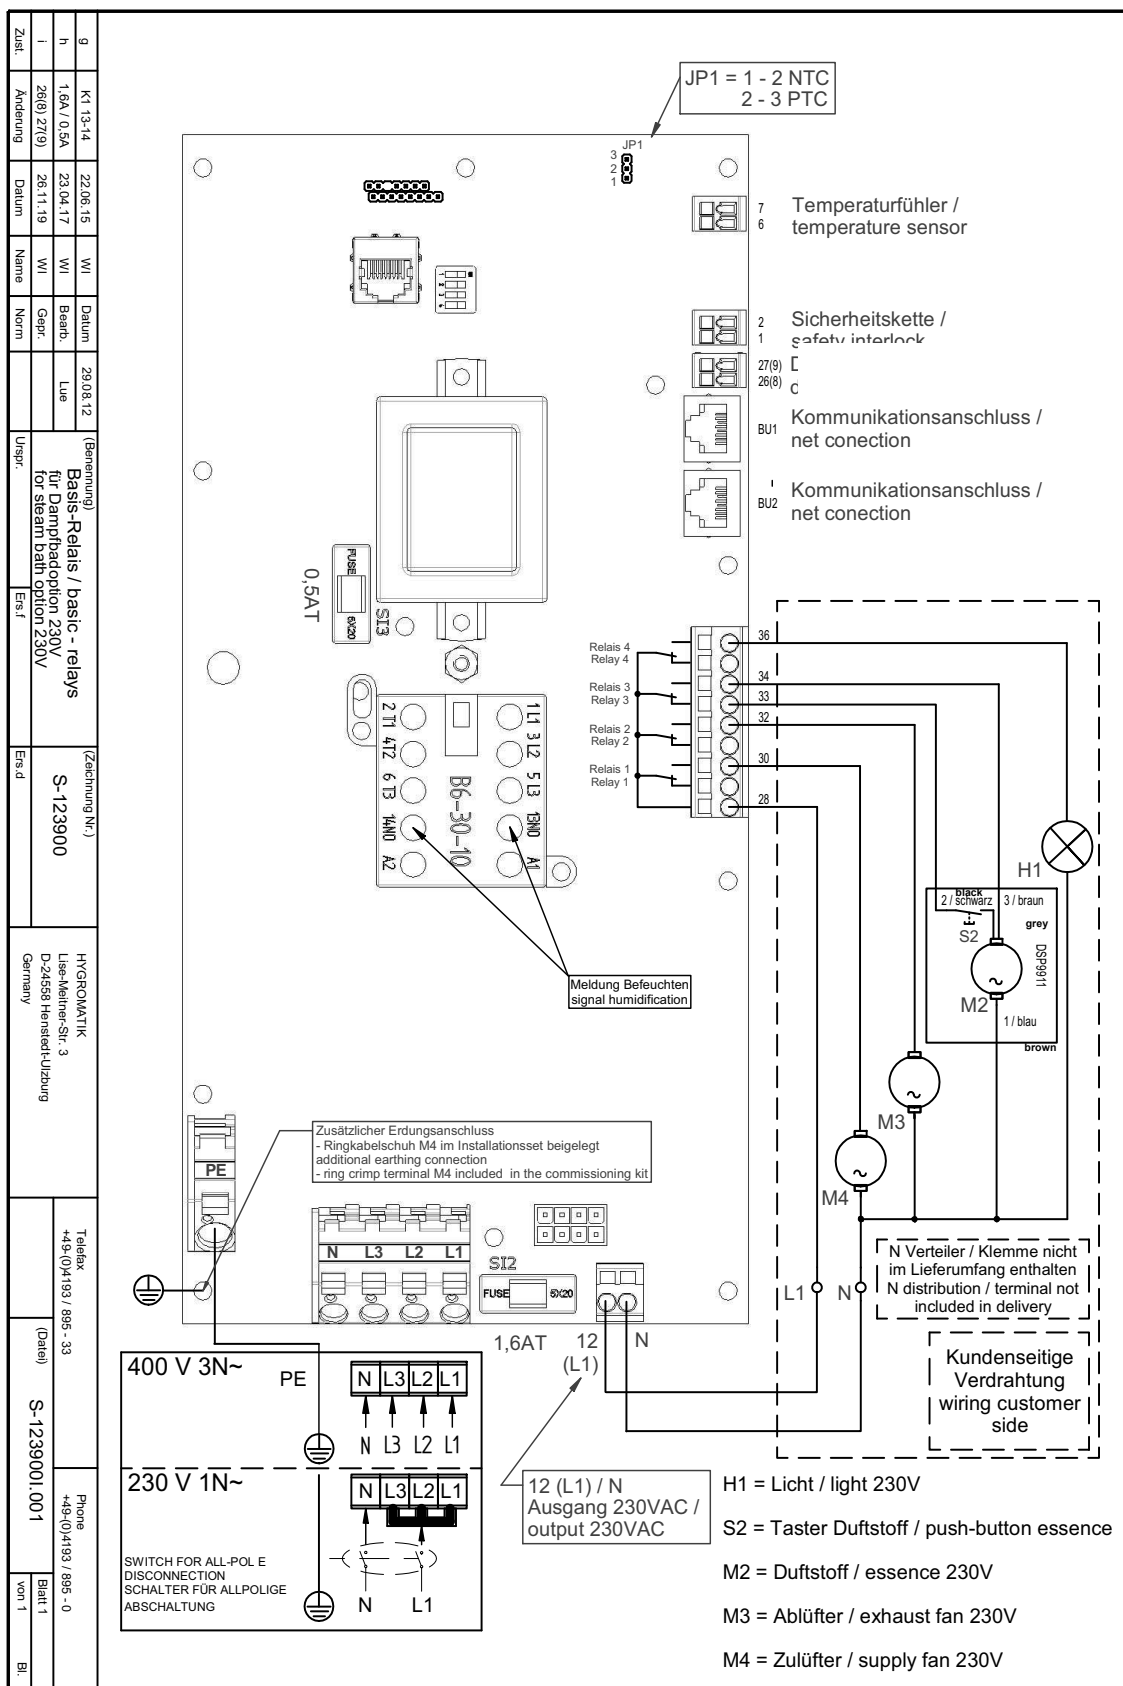 JP1 = 1 - 2 NTC
2 - 3 PTC
JP1
3
2
1
7
6
Temperaturfühler /
temperature sensor
2
1
Sicherheitskette /
safety interlock
27(9)
26(8)
BU1
Kommunikationsanschluss /
net conection
BU2
Kommunikationsanschluss /
net conection
FUSE
5X20
SI3
0,5AT
Relais 4
Relay 4
Relais 3
Relay 3
Relais 2
Relay 2
Relais 1
Relay 1
36
34
33
32
30
28
2 T1
4T2
6 T3
14NO
A2
1 L1
3 L2
5 L3
13NO
A1
B6-30-10
Meldung Befeuchten
signal humidification
H1
black
2 / schwarz
3 / braun
grey
S2
DSP9911
M2
1 / blau
brown
M3
M4
Zusätzlicher Erdungsanschluss
- Ringkabelschuh M4 im Installationsset beigelegt
additional earthing connection
- ring crimp terminal M4 included in the commissioning kit
PE
N L3 L2 L1
SI2
FUSE
5X20
1,6AT
12
(L1)
N
L1
N
N Verteiler / Klemme nicht
im Lieferumfang enthalten
N distribution / terminal not
included in delivery
Kundenseitige
Verdrahtung
wiring customer
side
400 V 3N~
PE
N L3 L2 L1
N L3 L2 L1
230 V 1N~
N L3 L2 L1
SWITCH FOR ALL-POL E
DISCONNECTION
SCHALTER FÜR ALLPOLIGE
ABSCHALTUNG
N
L1
12 (L1) / N
Ausgang 230VAC /
output 230VAC
H1 = Licht / light 230V
S2 = Taster Duftstoff / push-button essence
M2 = Duftstoff / essence 230V
M3 = Ablüfter / exhaust fan 230V
M4 = Zulüfter / supply fan 230V
g K1 13-14 22.06.15 WI Datum 29.08.12
h 1,6A / 0,5A 23.04.17 WI Bearb. Lue
i 26(8) 27(9) 26.11.19 WI Gepr.
Zust. Änderung Datum Name Norm
(Benennung)
Basis-Relais / basic - relays
für Dampfbadoption 230V
for steam bath option 230V
Urspr.
Ers.f
(Zeichnung Nr.)
S-123900
Ers.d
HYGROMATIK
Lise-Meitner-Str. 3
D-24558 Henstedt-Ulzburg
Germany
Telefax
+49-(0)4193 / 895 - 33
Phone
+49-(0)4193 / 895 - 0
(Datei)
S-123900II.001
Blatt 1
von 1 Bl.